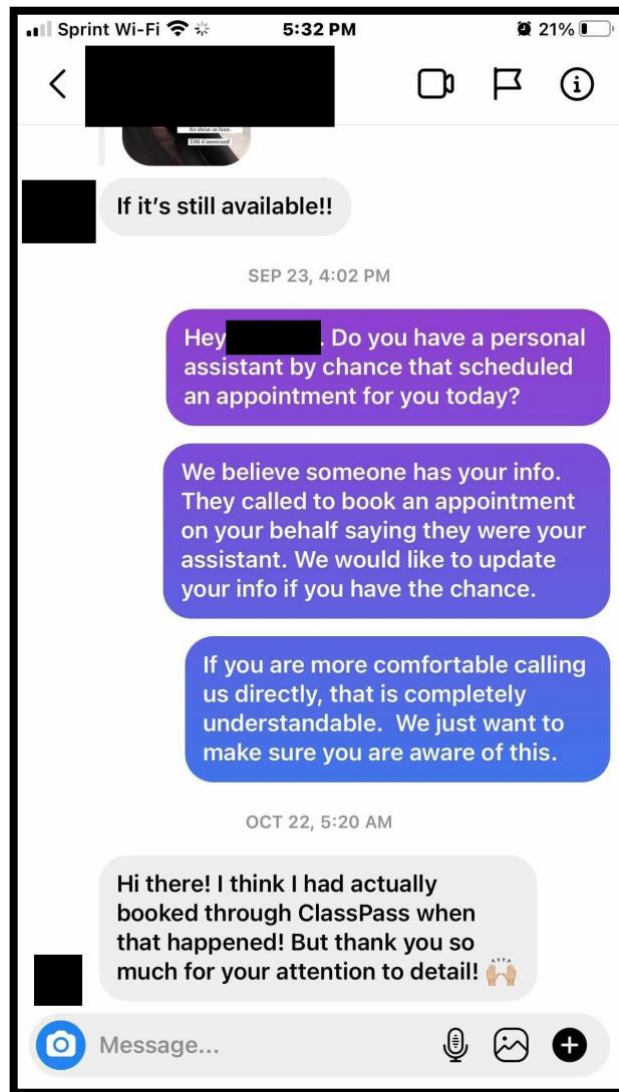 Sprint Wi-Fi 5:32 PM 21%
DM if interested!
If it's still available!!
SEP 23, 4:02 PM
Hey . Do you have a personal
assistant by chance that scheduled
an appointment for you today?
We believe someone has your info.
They called to book an appointment
on your behalf saying they were your
assistant. We would like to update
your info if you have the chance.
If you are more comfortable calling
us directly, that is completely
understandable.  We just want to
make sure you are aware of this.
OCT 22, 5:20 AM
Hi there! I think I had actually
booked through ClassPass when
that happened! But thank you so
much for your attention to detail! 🙌🏼
Message...